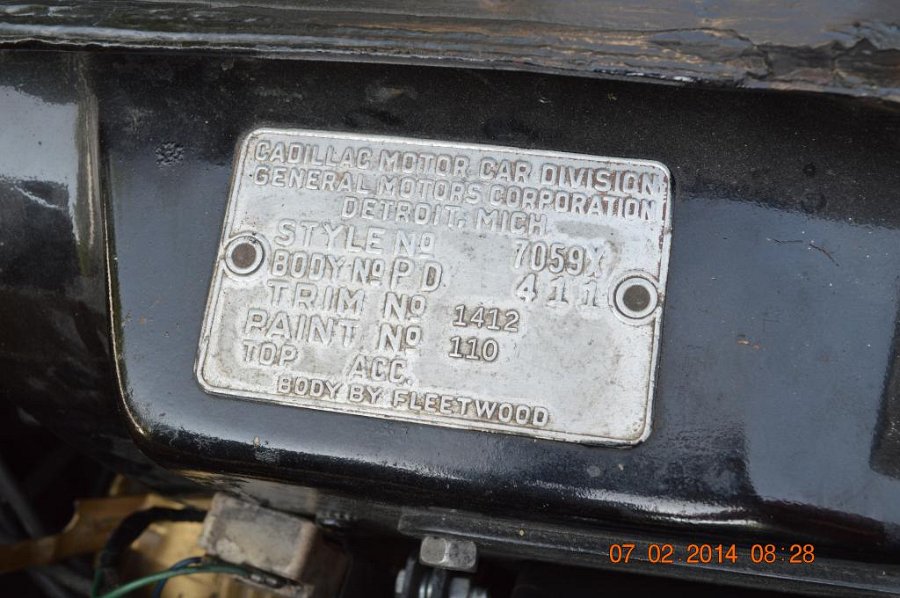 CADILLAC MOTOR CAR DIVISION
GENERAL MOTORS CORPORATION
DETROIT, MICH
STYLE No 7059X
BODY No P D 411
TRIM No 1412
PAINT No 110
TOP ACC.
BODY BY FLEETWOOD
07 02 2014 08:28